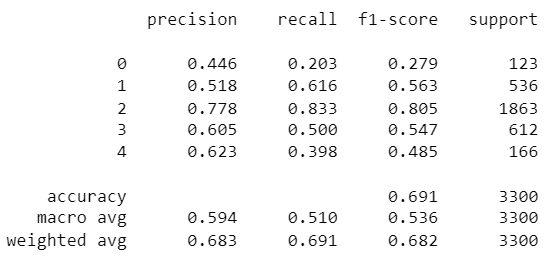 precision recall f1-score support
0 0.446 0.203 0.279 123
1 0.518 0.616 0.563 536
2 0.778 0.833 0.805 1863
3 0.605 0.500 0.547 612
4 0.623 0.398 0.485 166
accuracy 0.691 3300
macro avg 0.594 0.510 0.536 3300
weighted avg 0.683 0.691 0.682 3300